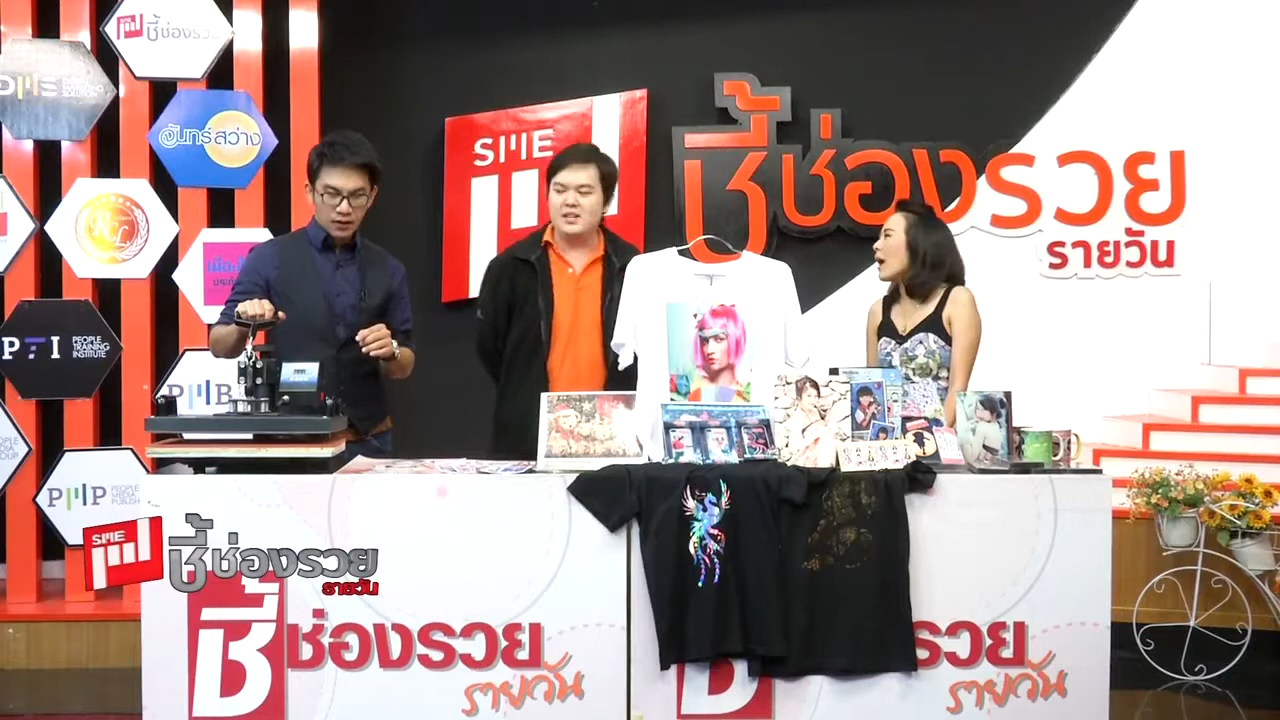 SME
ชี้ช่องรวย
จันทร์สว่าง
PTI
PEOPLE
TRAINING
INSTITUTE
PMB
PMP
PEOPLE
MEDIA
PUBLISH
SME
ชี้ช่องรวย
รายวัน
SME
ชี้ช่องรวย
รายวัน
ชี้ช่องรวย
รายวัน
รวย
รายวัน